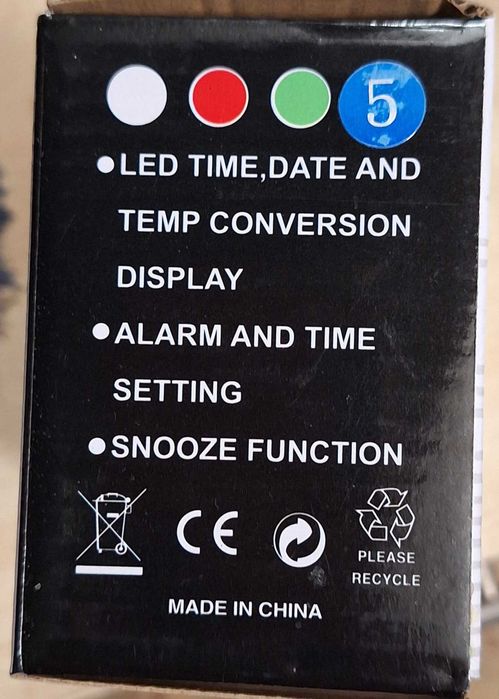 5
●LED TIME,DATE AND
TEMP CONVERSION
DISPLAY
●ALARM AND TIME
SETTING
●SNOOZE FUNCTION
CE
PLEASE
RECYCLE
MADE IN CHINA